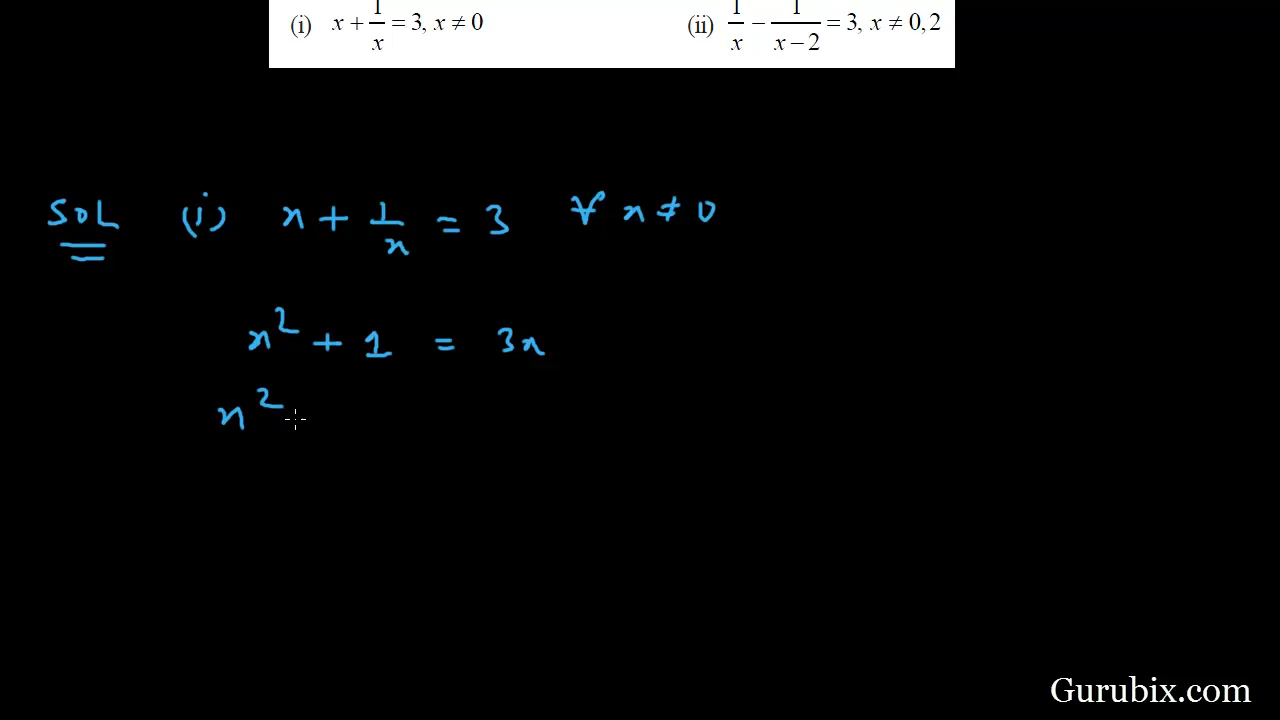 (i) x + 1/x = 3, x ≠ 0 (ii) 1/x − 1/(x−2) = 3, x ≠ 0, 2
SOL (i) x + 1/x = 3 ∀ x ≠ 0
x² + 1 = 3x
x²
Gurubix.com